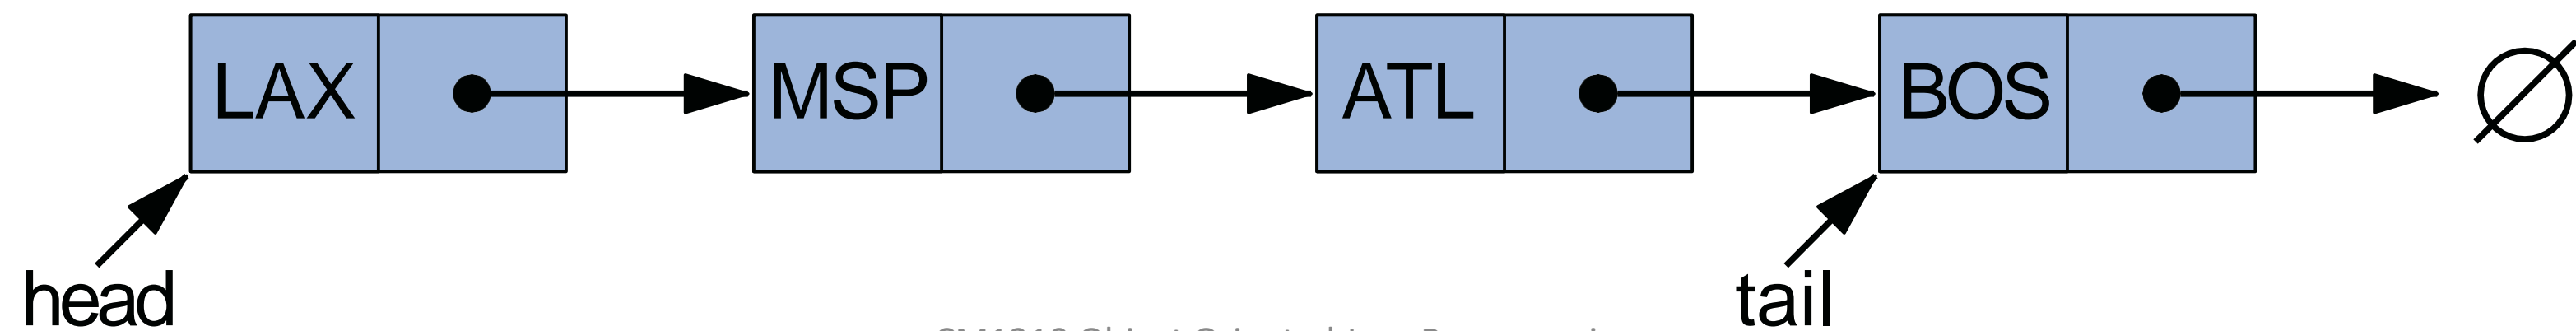 LAX MSP ATL BOS ∅
head tail